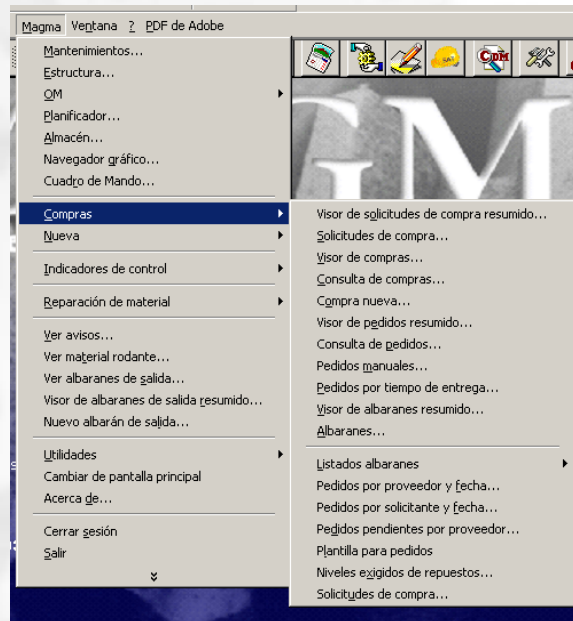 Magma Ventana ? PDF de Adobe
Mantenimientos...
Estructura...
OM
Planificador...
Almacén...
Navegador gráfico...
Cuadro de Mando...
Compras
Nueva
Indicadores de control
Reparación de material
Ver avisos...
Ver material rodante...
Ver albaranes de salida...
Visor de albaranes de salida resumido...
Nuevo albarán de salida...
Utilidades
Cambiar de pantalla principal
Acerca de...
Cerrar sesión
Salir
CDM
GM
Visor de solicitudes de compra resumido...
Solicitudes de compra...
Visor de compras...
Consulta de compras...
Compra nueva...
Visor de pedidos resumido...
Consulta de pedidos...
Pedidos manuales...
Pedidos por tiempo de entrega...
Visor de albaranes resumido...
Albaranes...
Listados albaranes
Pedidos por proveedor y fecha...
Pedidos por solicitante y fecha...
Pedidos pendientes por proveedor...
Plantilla para pedidos
Niveles exigidos de repuestos...
Solicitudes de compra...